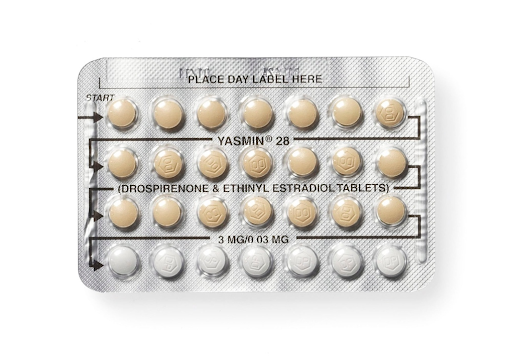 PLACE DAY LABEL HERE
START
YASMIN® 28
(DROSPIRENONE & ETHINYL ESTRADIOL TABLETS)
3 MG/0 03 MG